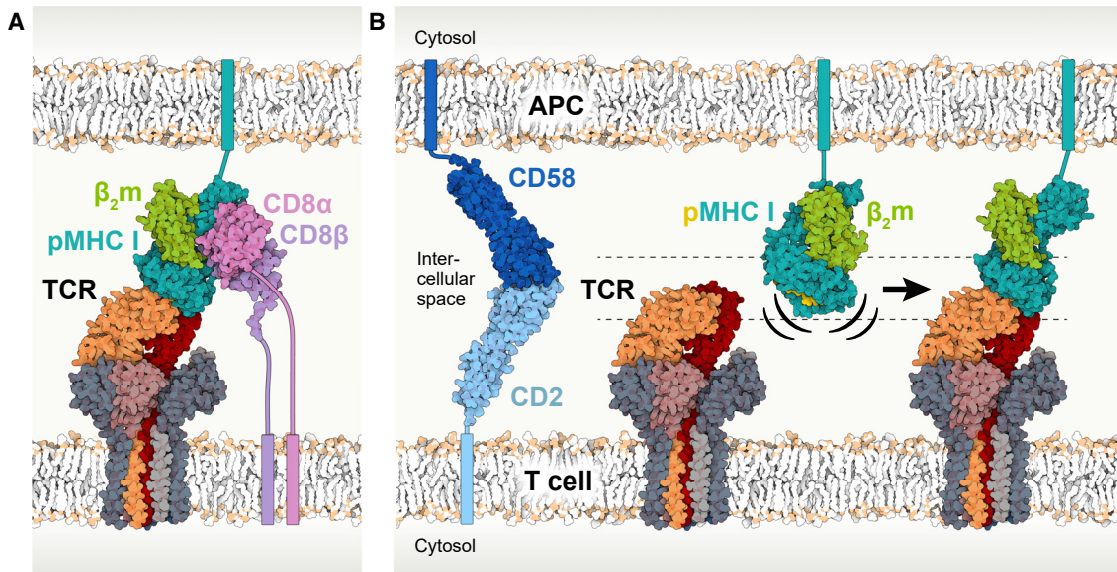 A
β₂m
CD8α
pMHC I
CD8β
TCR
B
Cytosol
APC
CD58
pMHC I
β₂m
Inter-
cellular
space
TCR
CD2
T cell
Cytosol